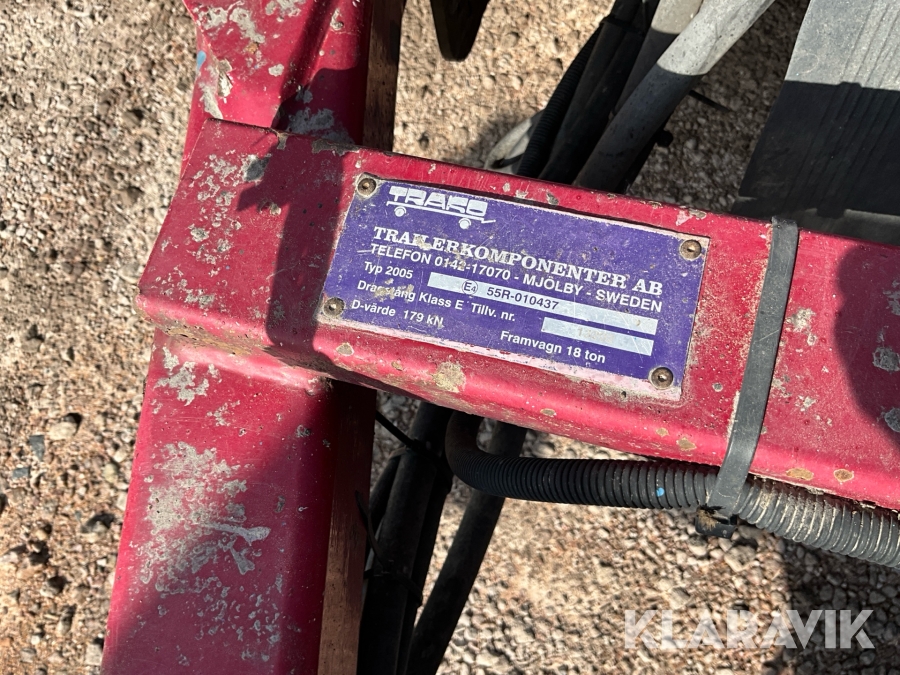 TRAKO
TRAILERKOMPONENTER AB
TELEFON 0142-17070 - MJÖLBY - SWEDEN
Typ 2005 E4 55R-010437
Dragstång Klass E Tillv. nr.
D-värde 179 kN
Framvagn 18 ton
KLARAVIK